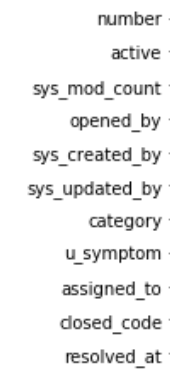 number
active
sys_mod_count
opened_by
sys_created_by
sys_updated_by
category
u_symptom
assigned_to
closed_code
resolved_at